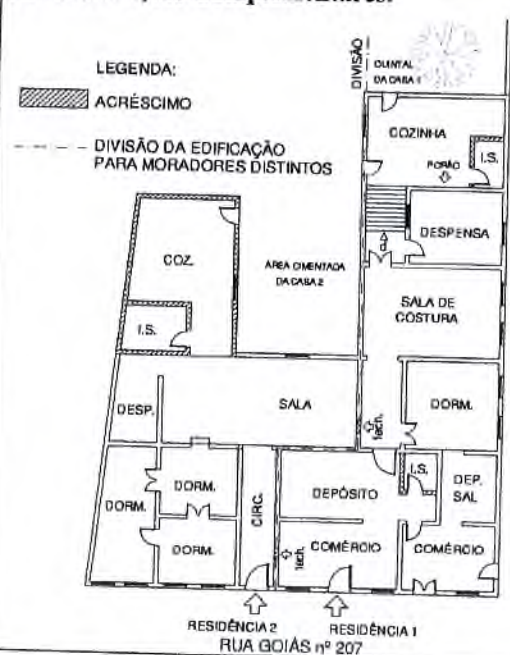 LEGENDA:
ACRÉSCIMO
DIVISÃO DA EDIFICAÇÃO
PARA MORADORES DISTINTOS
DIVISÃO
QUINTAL
DA CASA 1
COZINHA
I.S.
PORÃO
d
DESPENSA
COZ.
ÁREA CIMENTADA
DA CASA 2
SALA DE
COSTURA
I.S.
DESP.
SALA
fech.
DORM.
DORM.
DORM.
DORM.
CIRC.
DEPÓSITO
I.S.
DEP.
SAL
fech.
COMÉRCIO
COMÉRCIO
RESIDÊNCIA 2
RESIDÊNCIA 1
RUA GOIÁS nº 207